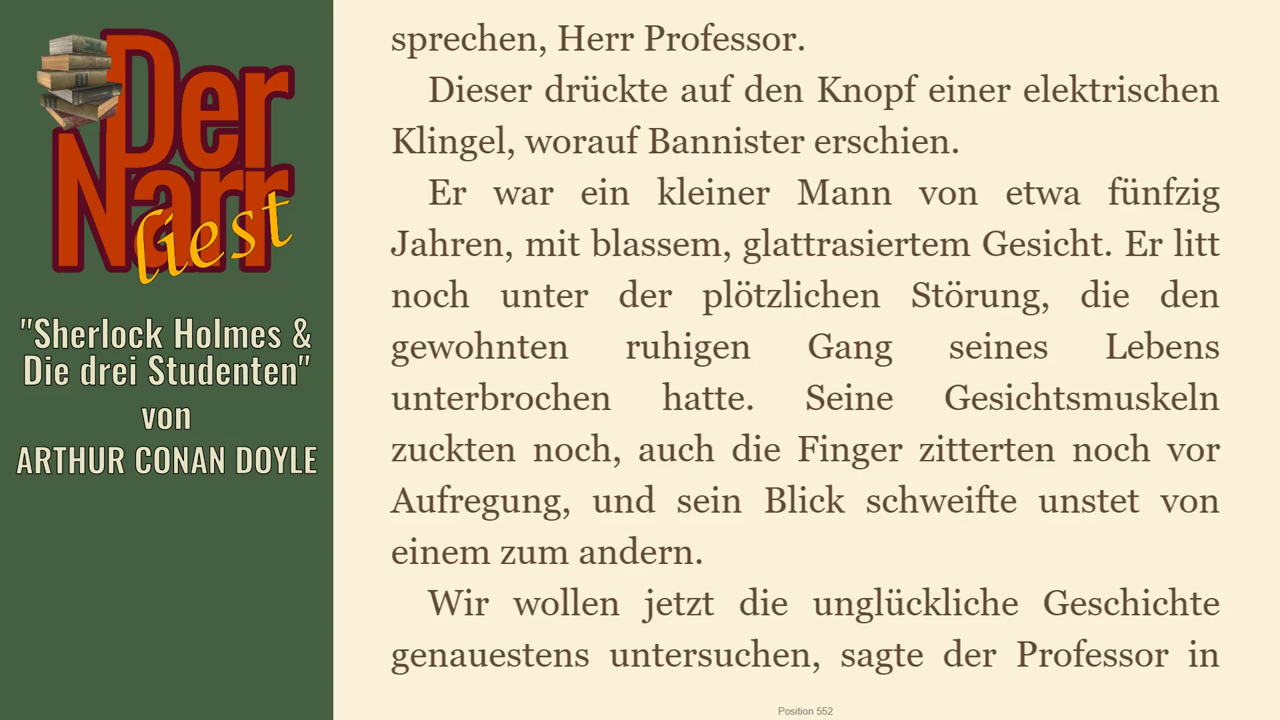 Der
Narr
liest
"Sherlock Holmes &
Die drei Studenten"
von
ARTHUR CONAN DOYLE
sprechen, Herr Professor.
Dieser drückte auf den Knopf einer elektrischen
Klingel, worauf Bannister erschien.
Er war ein kleiner Mann von etwa fünfzig
Jahren, mit blassem, glattrasiertem Gesicht. Er litt
noch unter der plötzlichen Störung, die den
gewohnten ruhigen Gang seines Lebens
unterbrochen hatte. Seine Gesichtsmuskeln
zuckten noch, auch die Finger zitterten noch vor
Aufregung, und sein Blick schweifte unstet von
einem zum andern.
Wir wollen jetzt die unglückliche Geschichte
genauestens untersuchen, sagte der Professor in
Position 552